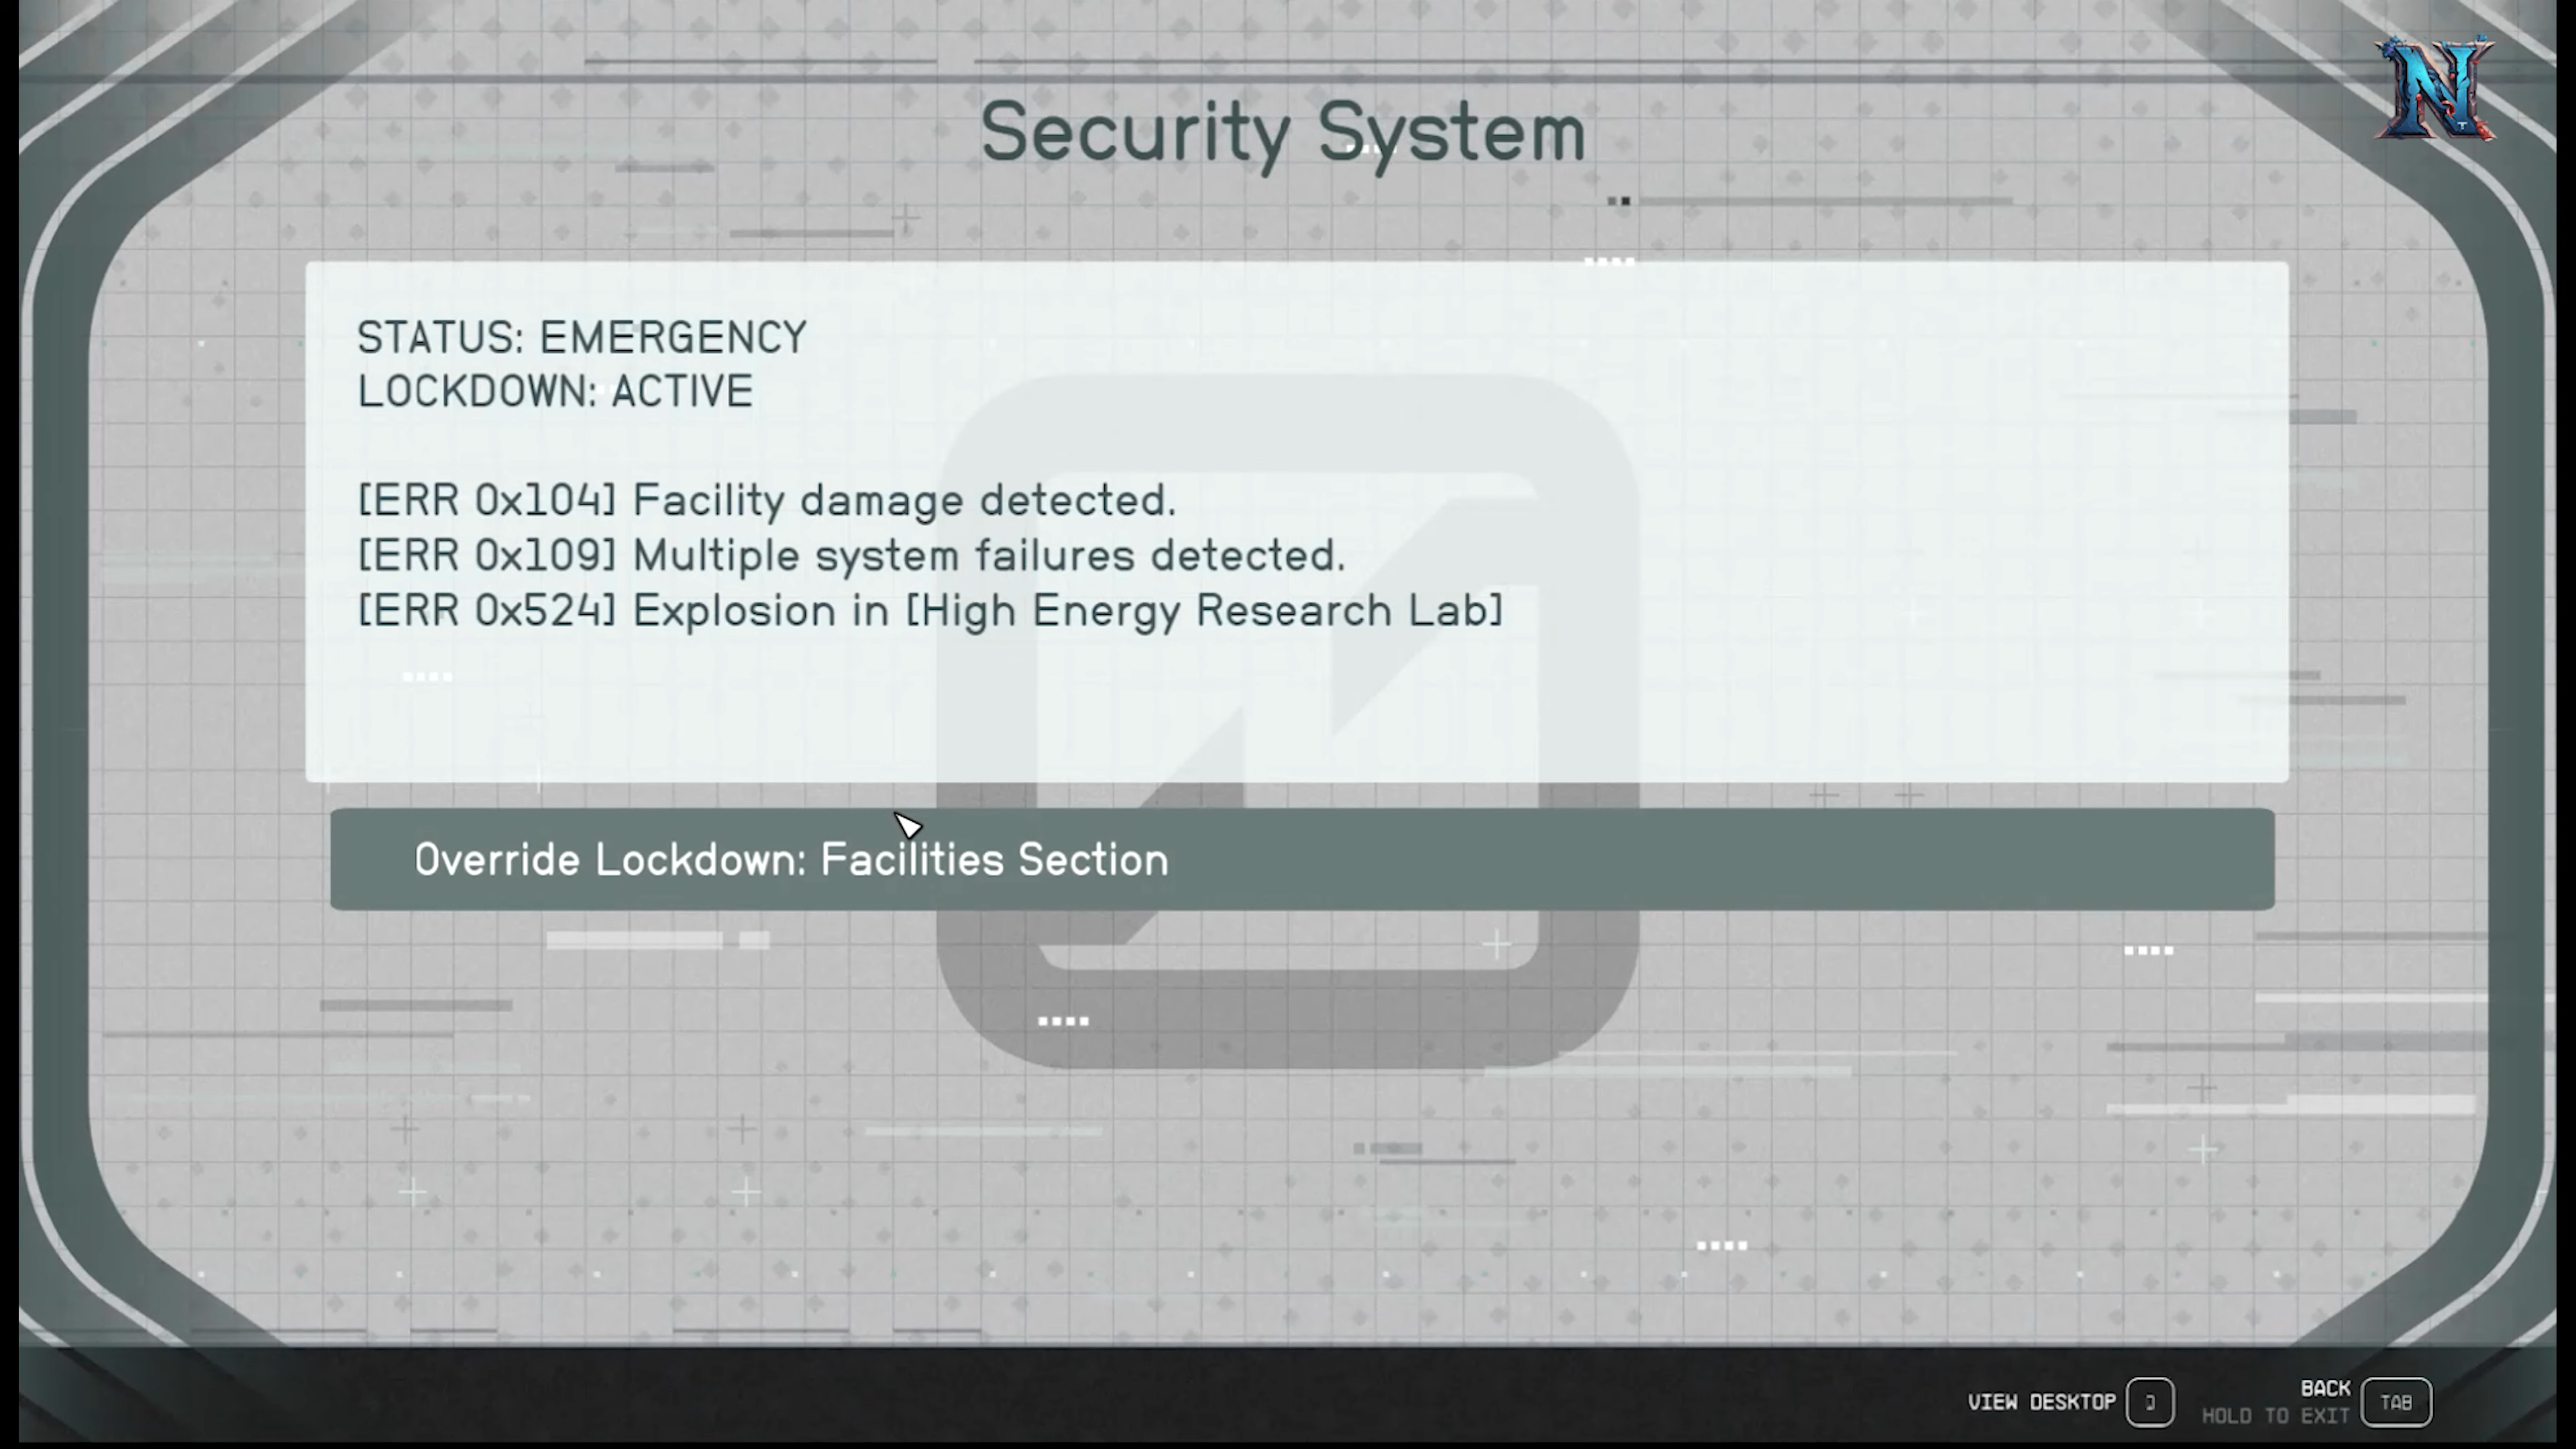 N
Security System
STATUS: EMERGENCY
LOCKDOWN: ACTIVE
[ERR 0x104] Facility damage detected.
[ERR 0x109] Multiple system failures detected.
[ERR 0x524] Explosion in [High Energy Research Lab]
Override Lockdown: Facilities Section
VIEW DESKTOP
BACK
TAB
HOLD TO EXIT